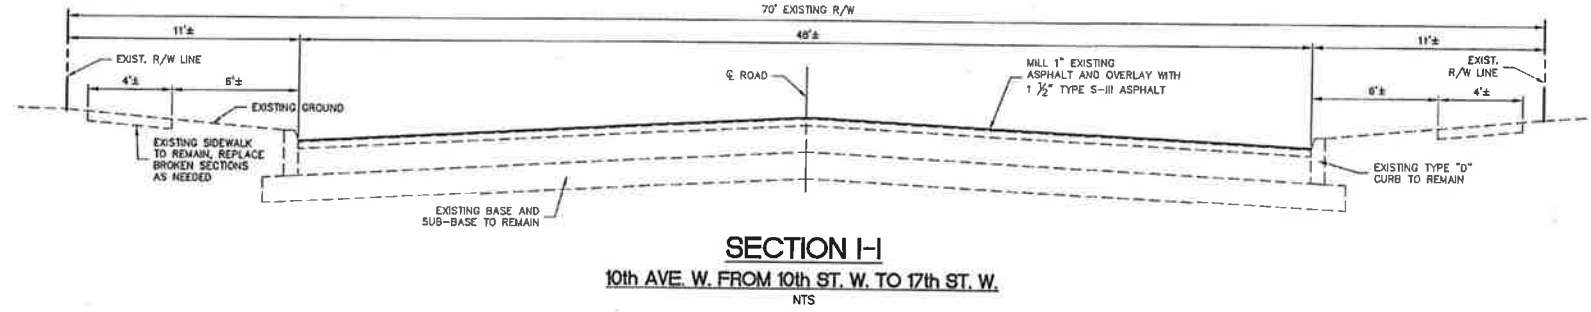 70' EXISTING R/W
11'±
48'±
11'±
EXIST. R/W LINE
4'±
6'±
EXISTING GROUND
EXISTING SIDEWALK
TO REMAIN, REPLACE
BROKEN SECTIONS
AS NEEDED
℄ ROAD
MILL 1" EXISTING
ASPHALT AND OVERLAY WITH
1 ½" TYPE S-III ASPHALT
EXIST.
R/W LINE
6'±
4'±
EXISTING TYPE "D"
CURB TO REMAIN
EXISTING BASE AND
SUB-BASE TO REMAIN
SECTION I-I
10th AVE. W. FROM 10th ST. W. TO 17th ST. W.
NTS